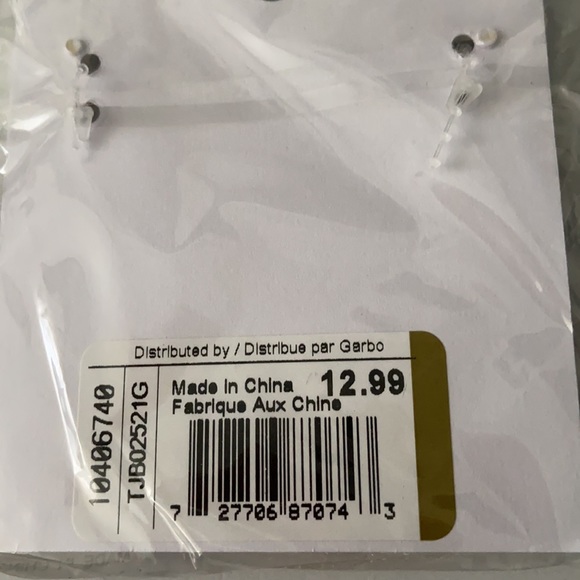 Distributed by / Distribue par Garbo
10406740
TJB02521G
Made in China 12.99
Fabrique Aux Chine
7 27706 87074 3